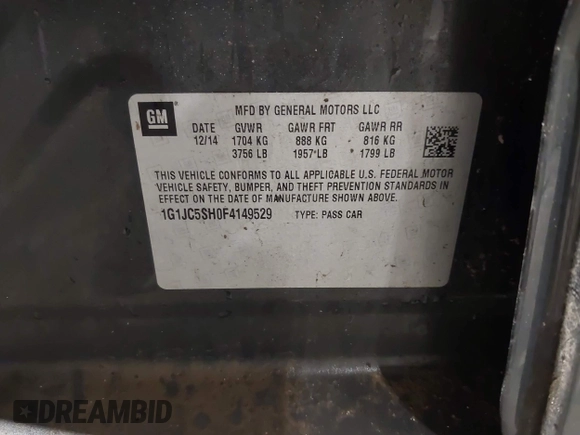 GM
MFD BY GENERAL MOTORS LLC
DATE GVWR GAWR FRT GAWR RR
12/14 1704 KG 888 KG 816 KG
3756 LB 1957 LB 1799 LB
THIS VEHICLE CONFORMS TO ALL APPLICABLE U.S. FEDERAL MOTOR
VEHICLE SAFETY, BUMPER, AND THEFT PREVENTION STANDARDS IN
EFFECT ON THE DATE OF MANUFACTURE SHOWN ABOVE.
1G1JC5SH0F4149529 TYPE: PASS CAR
DREAMBID